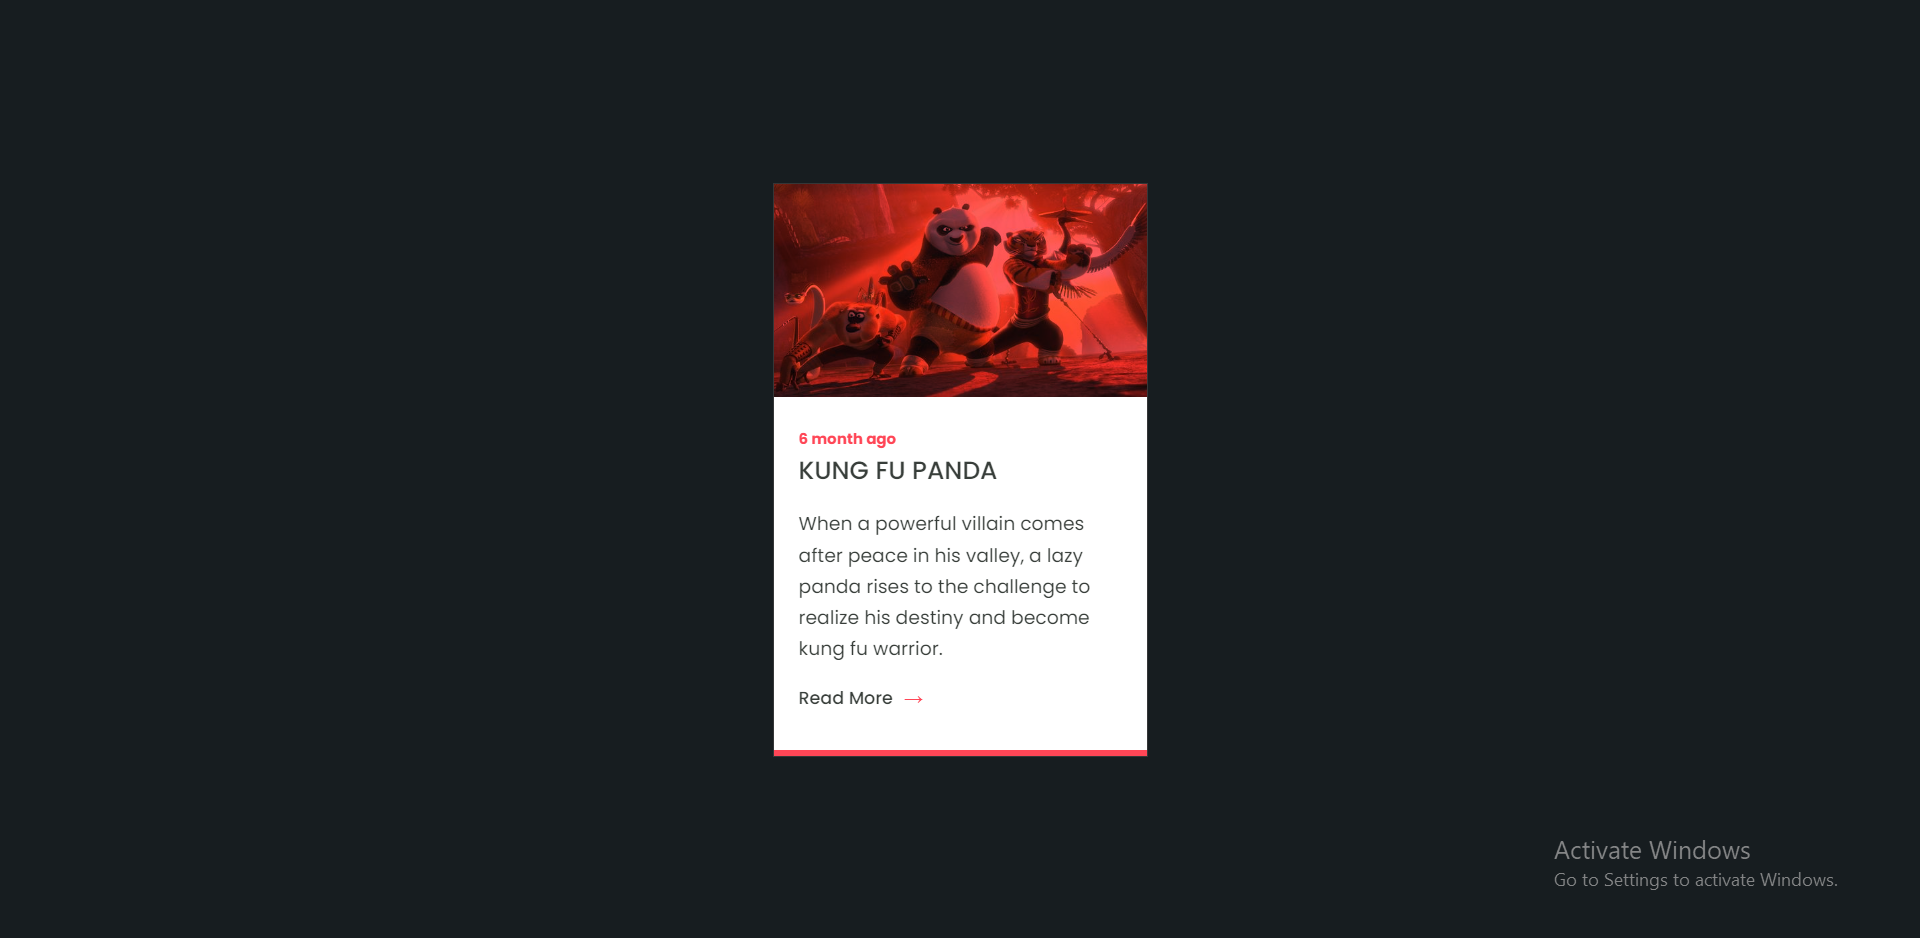 6 month ago
KUNG FU PANDA
When a powerful villain comes
after peace in his valley, a lazy
panda rises to the challenge to
realize his destiny and become
kung fu warrior.
Read More →
Activate Windows
Go to Settings to activate Windows.